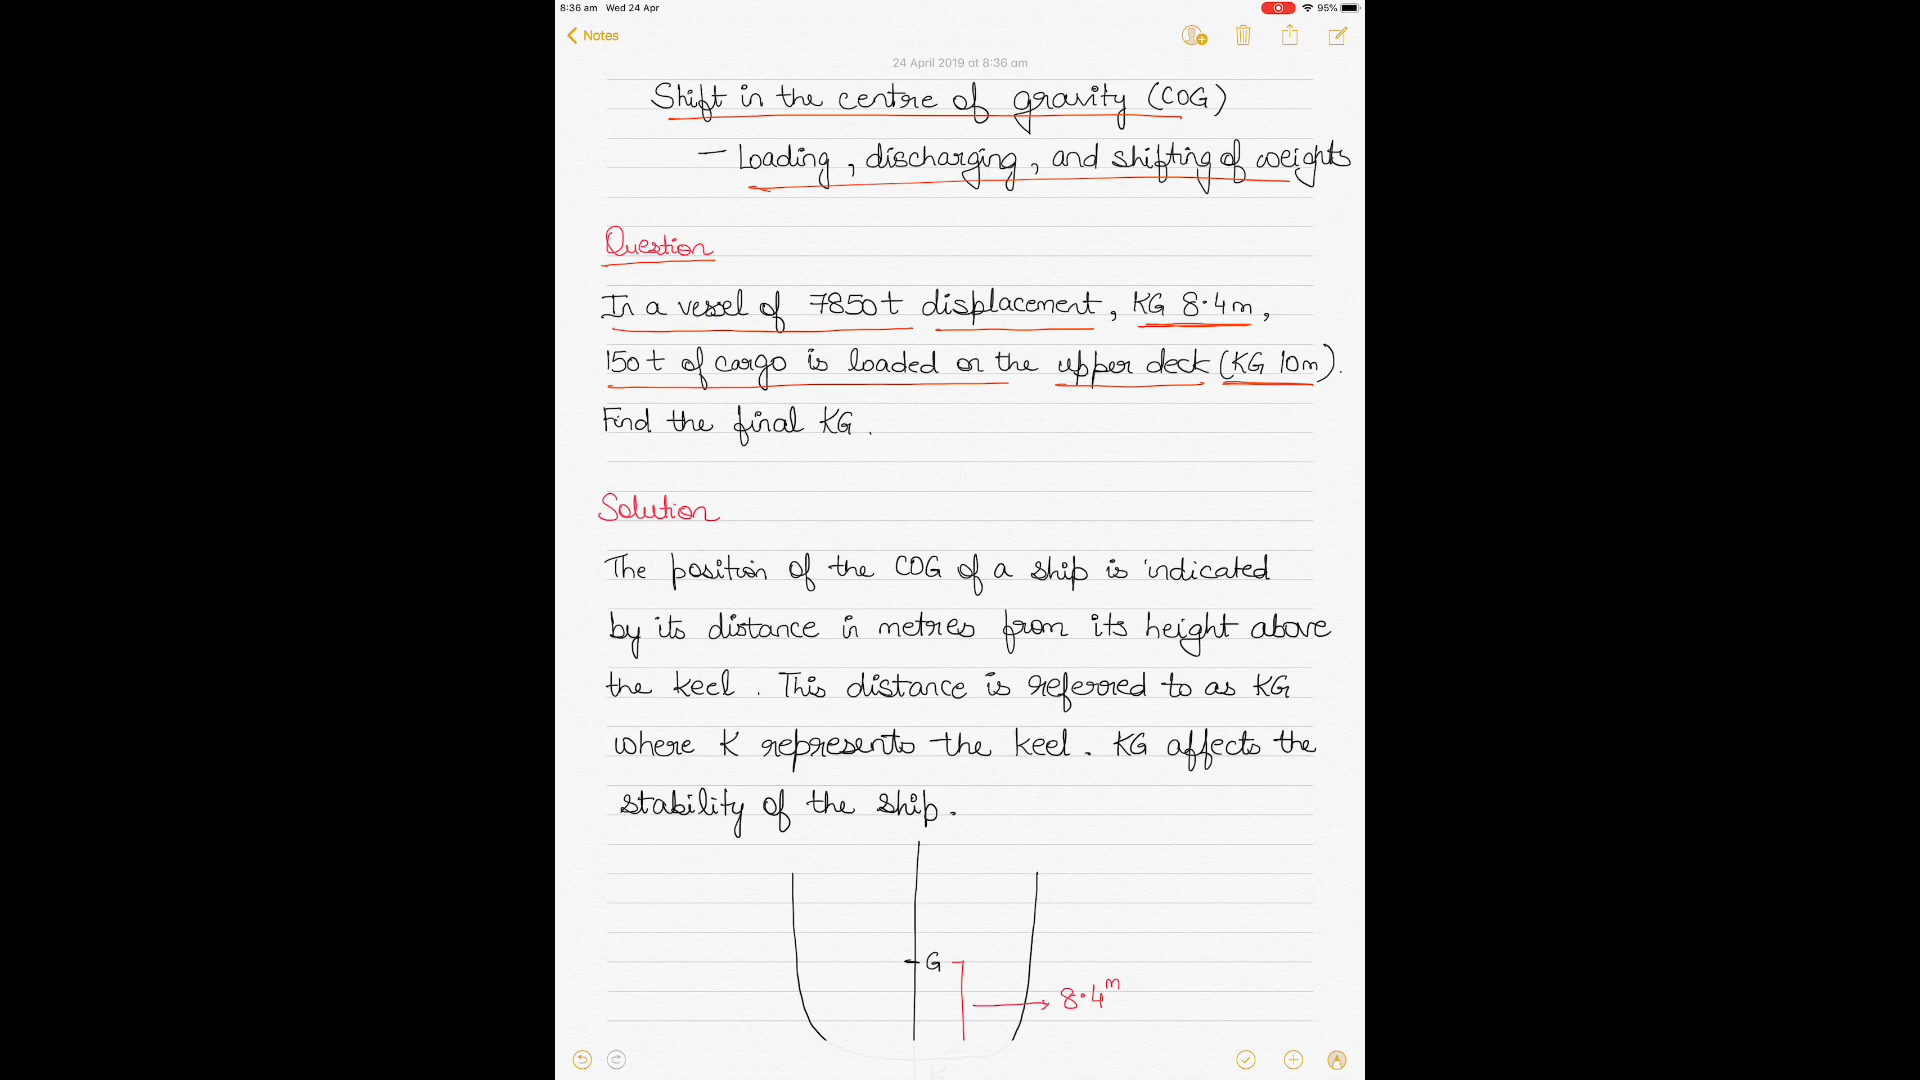 8:36 am Wed 24 Apr
95%
Notes
24 April 2019 at 8:36 am
Shift in the centre of gravity (COG)
– Loading, discharging, and shifting of weights
Question
In a vessel of 7850t displacement, KG 8.4m,
150t of cargo is loaded on the upper deck (KG 10m).
Find the final KG.
Solution
The position of the COG of a ship is indicated
by its distance in metres from its height above
the keel. This distance is referred to as KG
where K represents the keel. KG affects the
stability of the ship.
G
8.4m
K